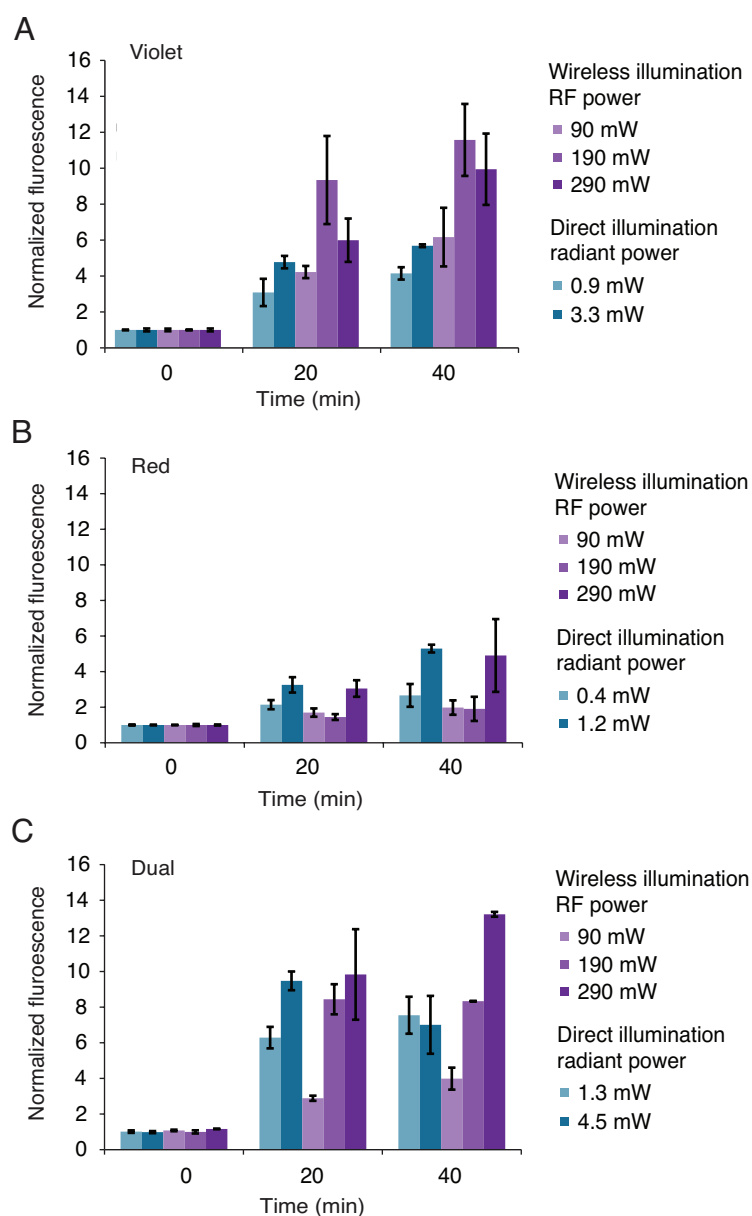 A
Violet
Normalized fluroescence
16
14
12
10
8
6
4
2
0
0
20
40
Time (min)
Wireless illumination
RF power
90 mW
190 mW
290 mW
Direct illumination
radiant power
0.9 mW
3.3 mW
B
Red
Normalized fluroescence
16
14
12
10
8
6
4
2
0
0
20
40
Time (min)
Wireless illumination
RF power
90 mW
190 mW
290 mW
Direct illumination
radiant power
0.4 mW
1.2 mW
C
Dual
Normalized fluroescence
16
14
12
10
8
6
4
2
0
0
20
40
Time (min)
Wireless illumination
RF power
90 mW
190 mW
290 mW
Direct illumination
radiant power
1.3 mW
4.5 mW